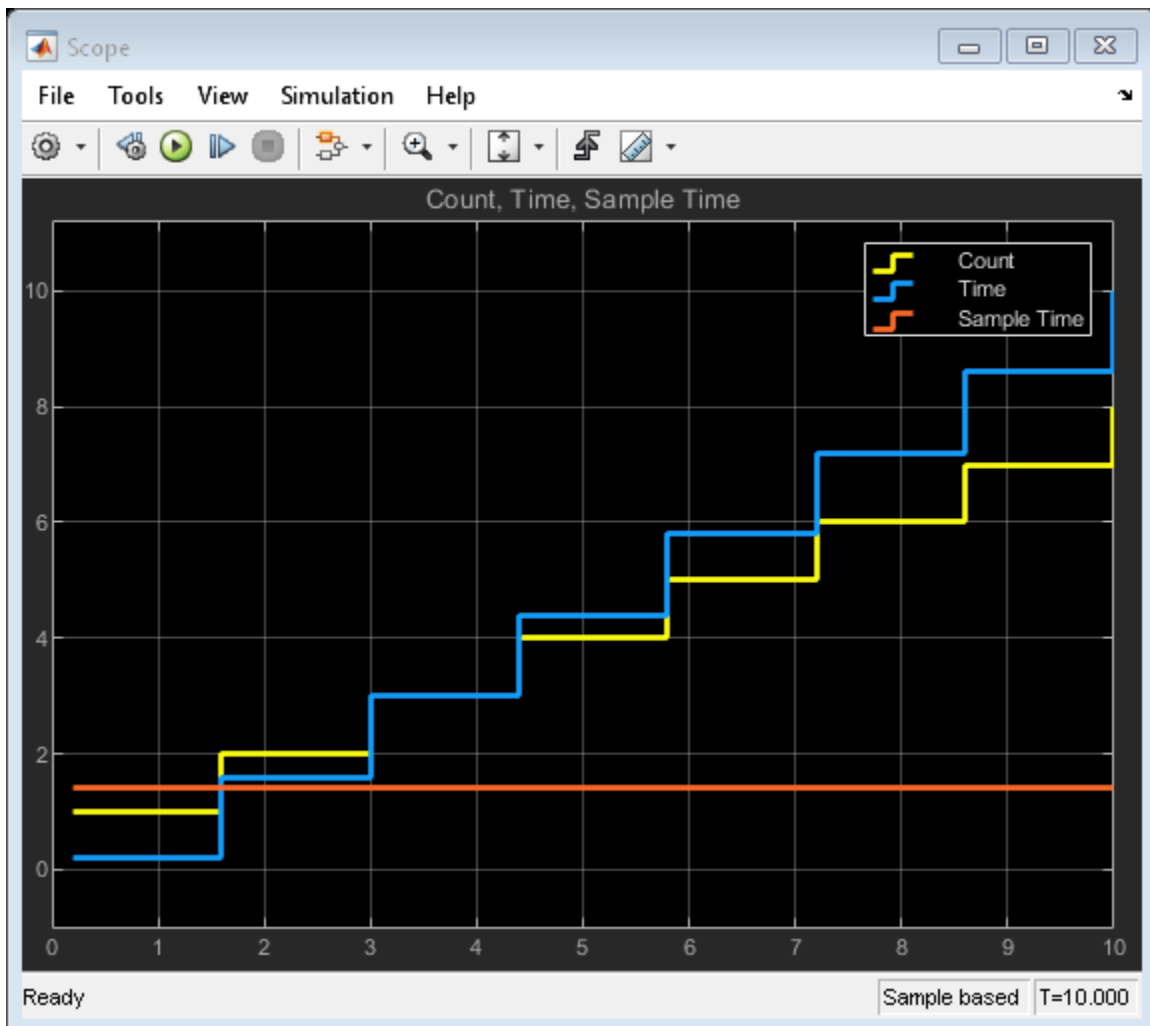 Scope
File Tools View Simulation Help
Count, Time, Sample Time
Count
Time
Sample Time
10
8
6
4
2
0
0 1 2 3 4 5 6 7 8 9 10
Ready Sample based T=10.000